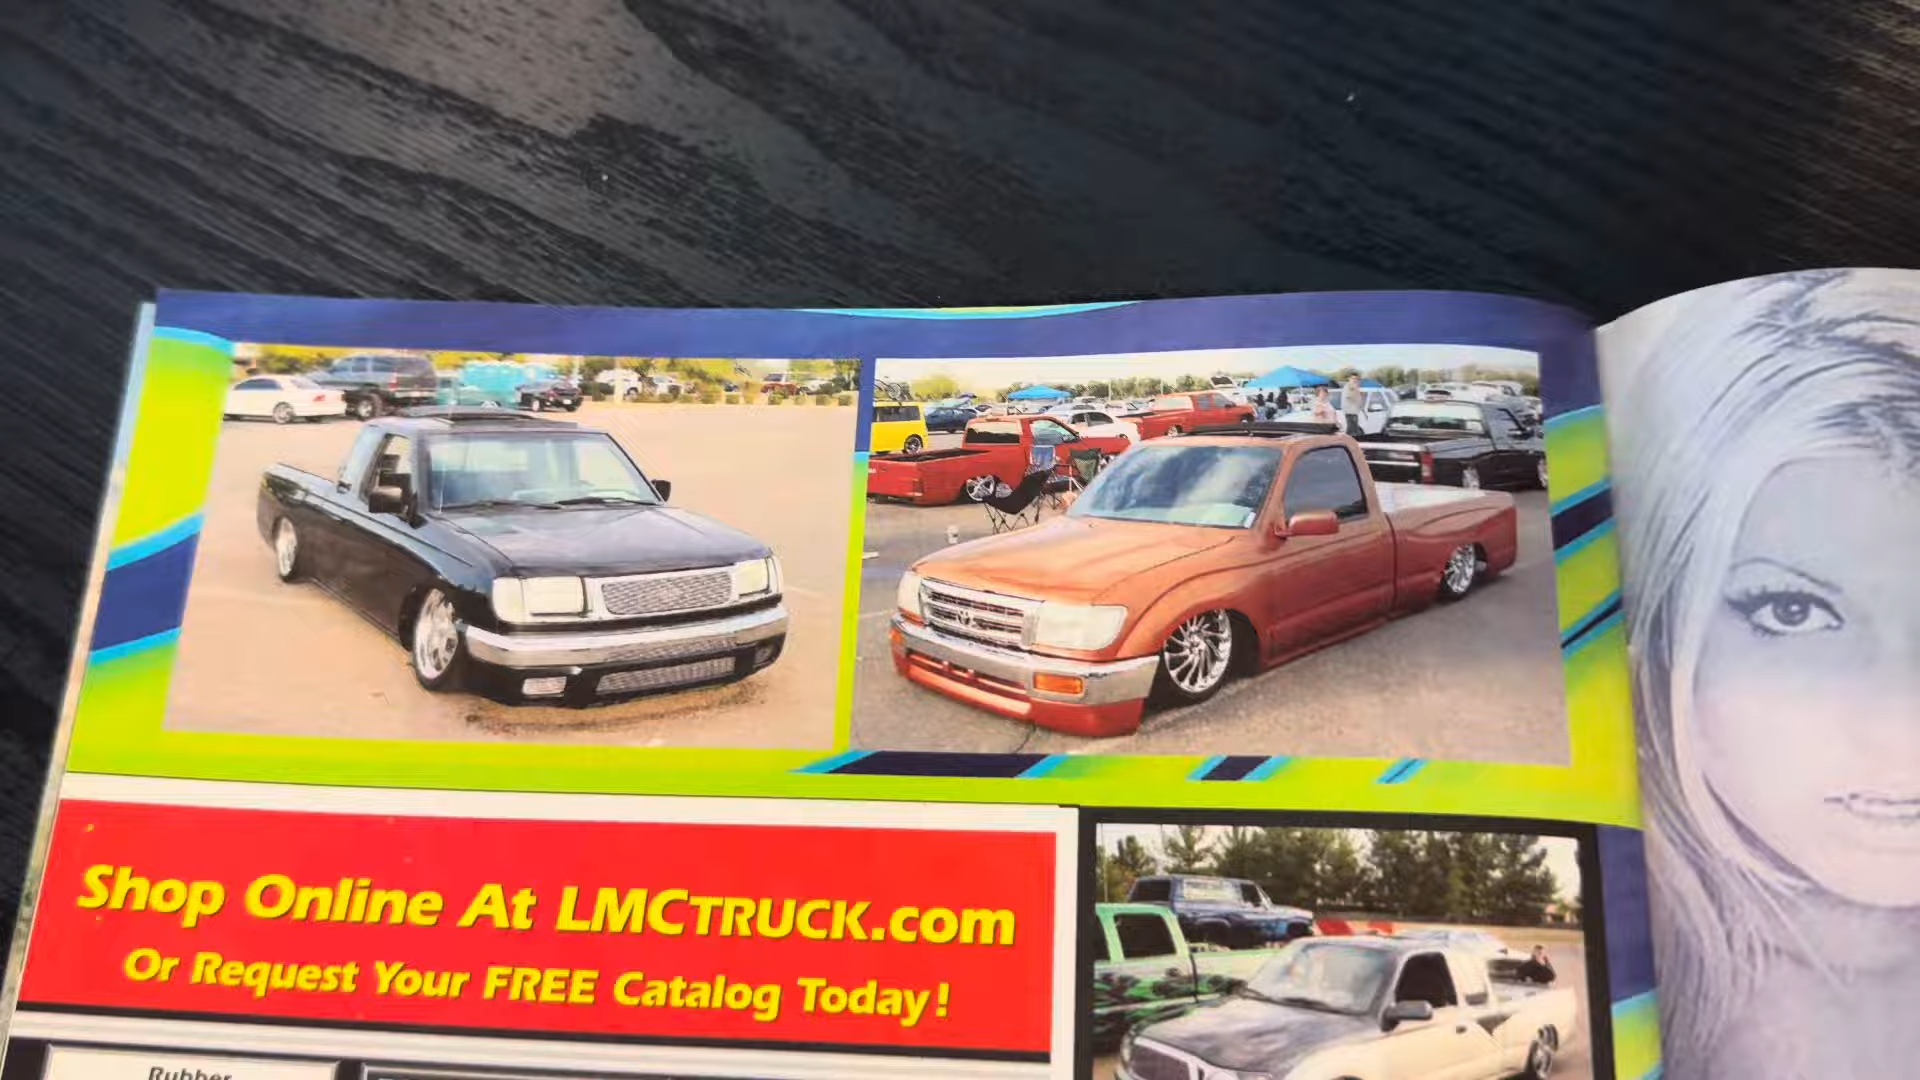 Shop Online At LMCTRUCK.com
Or Request Your FREE Catalog Today!
Rubber